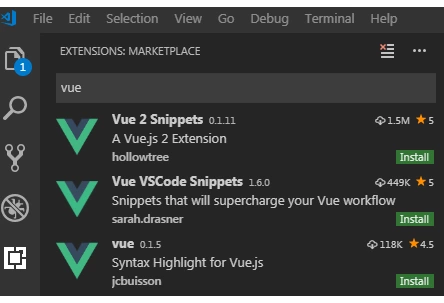 File Edit Selection View Go Debug Terminal Help
EXTENSIONS: MARKETPLACE
1
vue
Vue 2 Snippets 0.1.11 1.5M 5
A Vue.js 2 Extension
hollowtree Install
Vue VSCode Snippets 1.6.0 449K 5
Snippets that will supercharge your Vue workflow
sarah.drasner Install
vue 0.1.5 118K 4.5
Syntax Highlight for Vue.js
jcbuisson Install